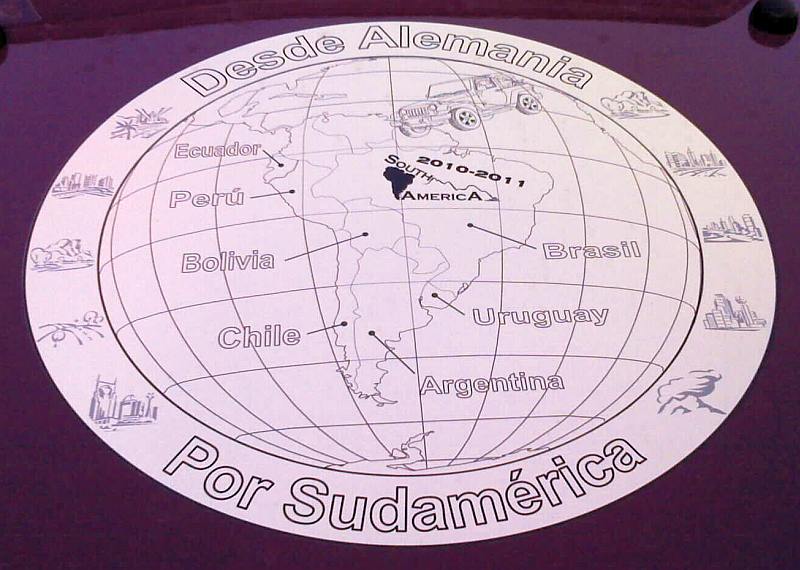 Desde Alemania
2010-2011
SOUTH
AMERICA
Ecuador
Perú
Bolivia
Brasil
Uruguay
Chile
Argentina
Por Sudamérica